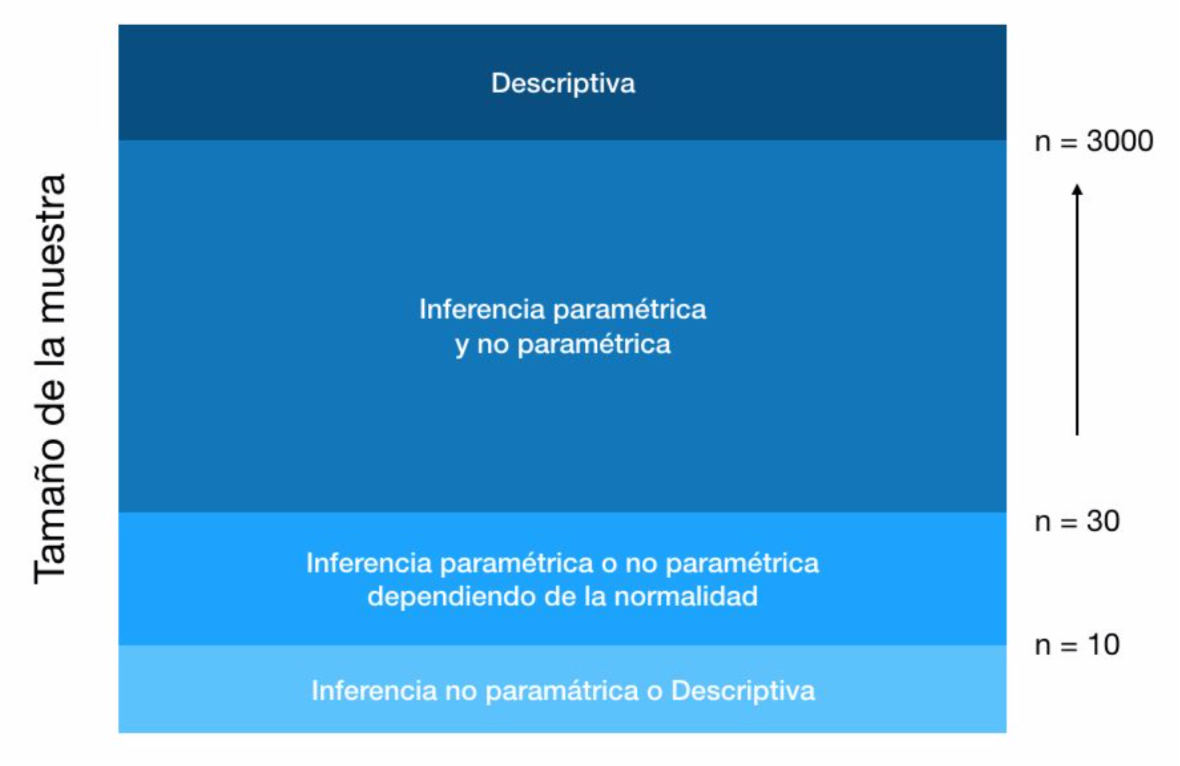 Tamaño de la muestra
Descriptiva
n = 3000
Inferencia paramétrica
y no paramétrica
n = 30
Inferencia paramétrica o no paramétrica
dependiendo de la normalidad
n = 10
Inferencia no paramátrica o Descriptiva